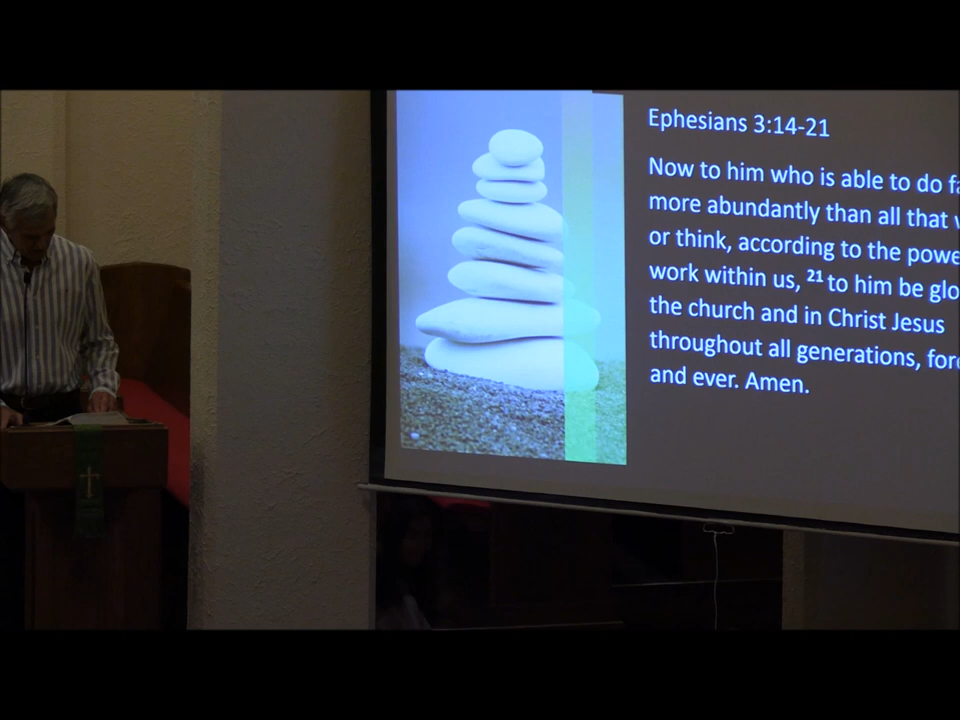 Ephesians 3:14-21
Now to him who is able to do
more abundantly than all that
or think, according to the
work within us, 21 to him be
the church and in Christ Jesus
throughout all generations,
and ever. Amen.